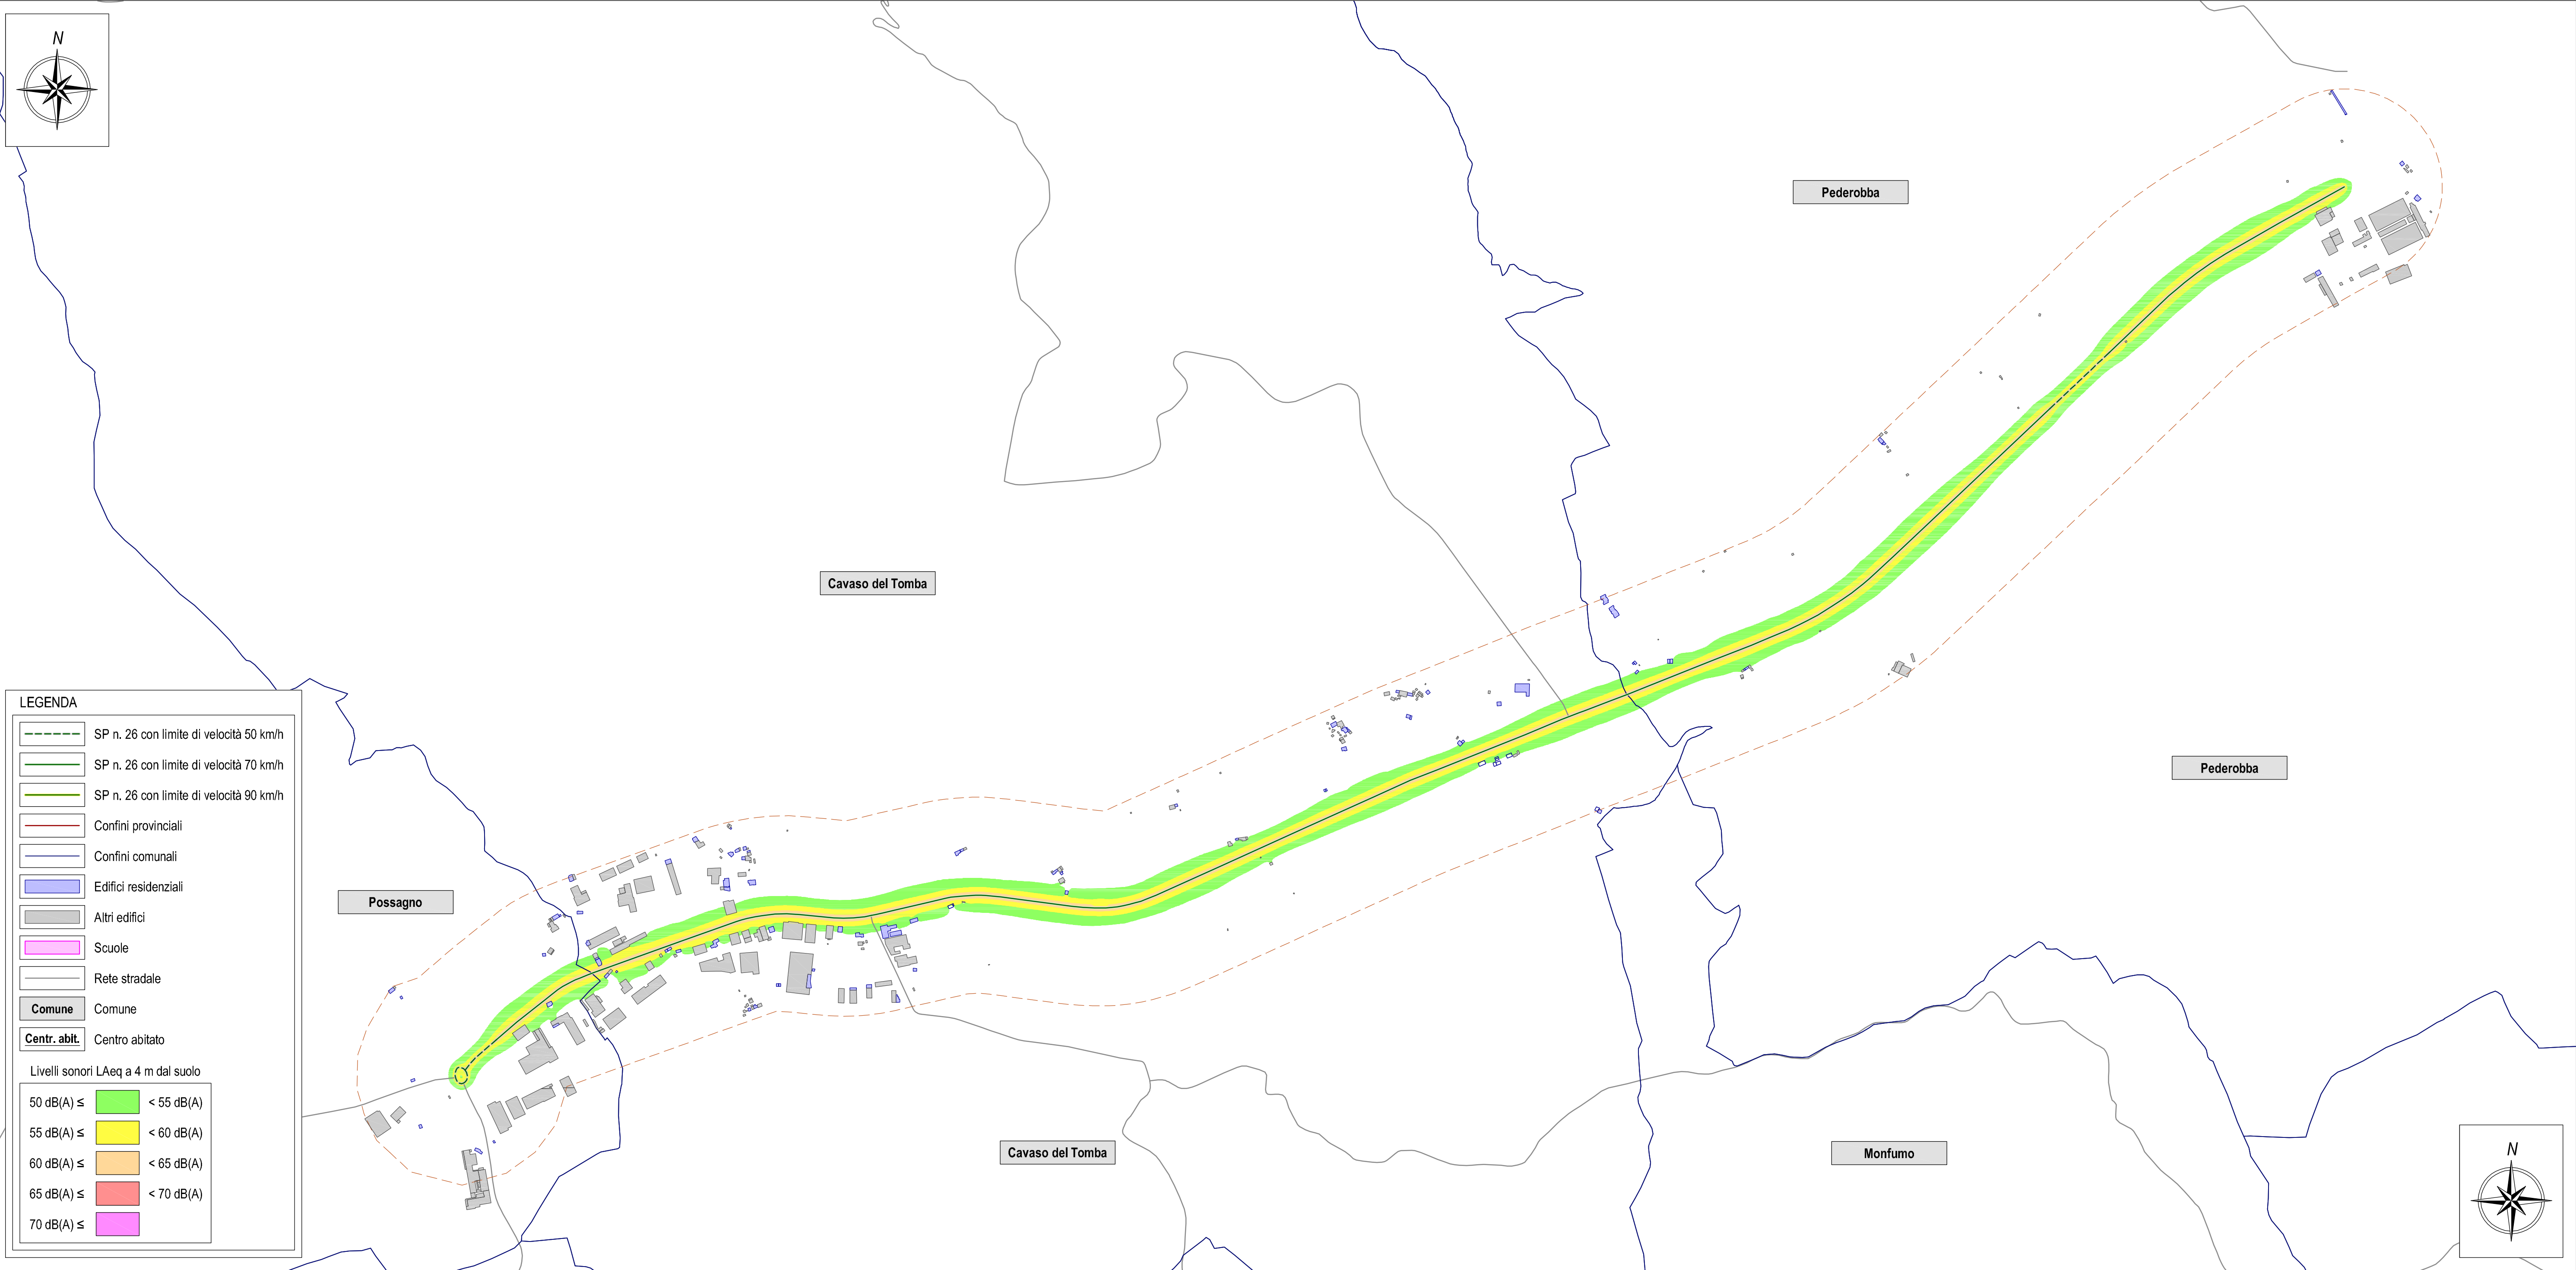 N
Pederobba
Cavaso del Tomba
Pederobba
Possagno
Cavaso del Tomba
Monfumo
N
LEGENDA
SP n. 26 con limite di velocità 50 km/h
SP n. 26 con limite di velocità 70 km/h
SP n. 26 con limite di velocità 90 km/h
Confini provinciali
Confini comunali
Edifici residenziali
Altri edifici
Scuole
Rete stradale
Comune Comune
Centr. abit. Centro abitato
Livelli sonori LAeq a 4 m dal suolo
50 dB(A) ≤ < 55 dB(A)
55 dB(A) ≤ < 60 dB(A)
60 dB(A) ≤ < 65 dB(A)
65 dB(A) ≤ < 70 dB(A)
70 dB(A) ≤